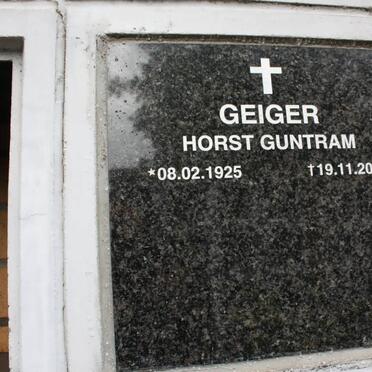 GEIGER
HORST GUNTRAM
*08.02.1925 †19.11.20